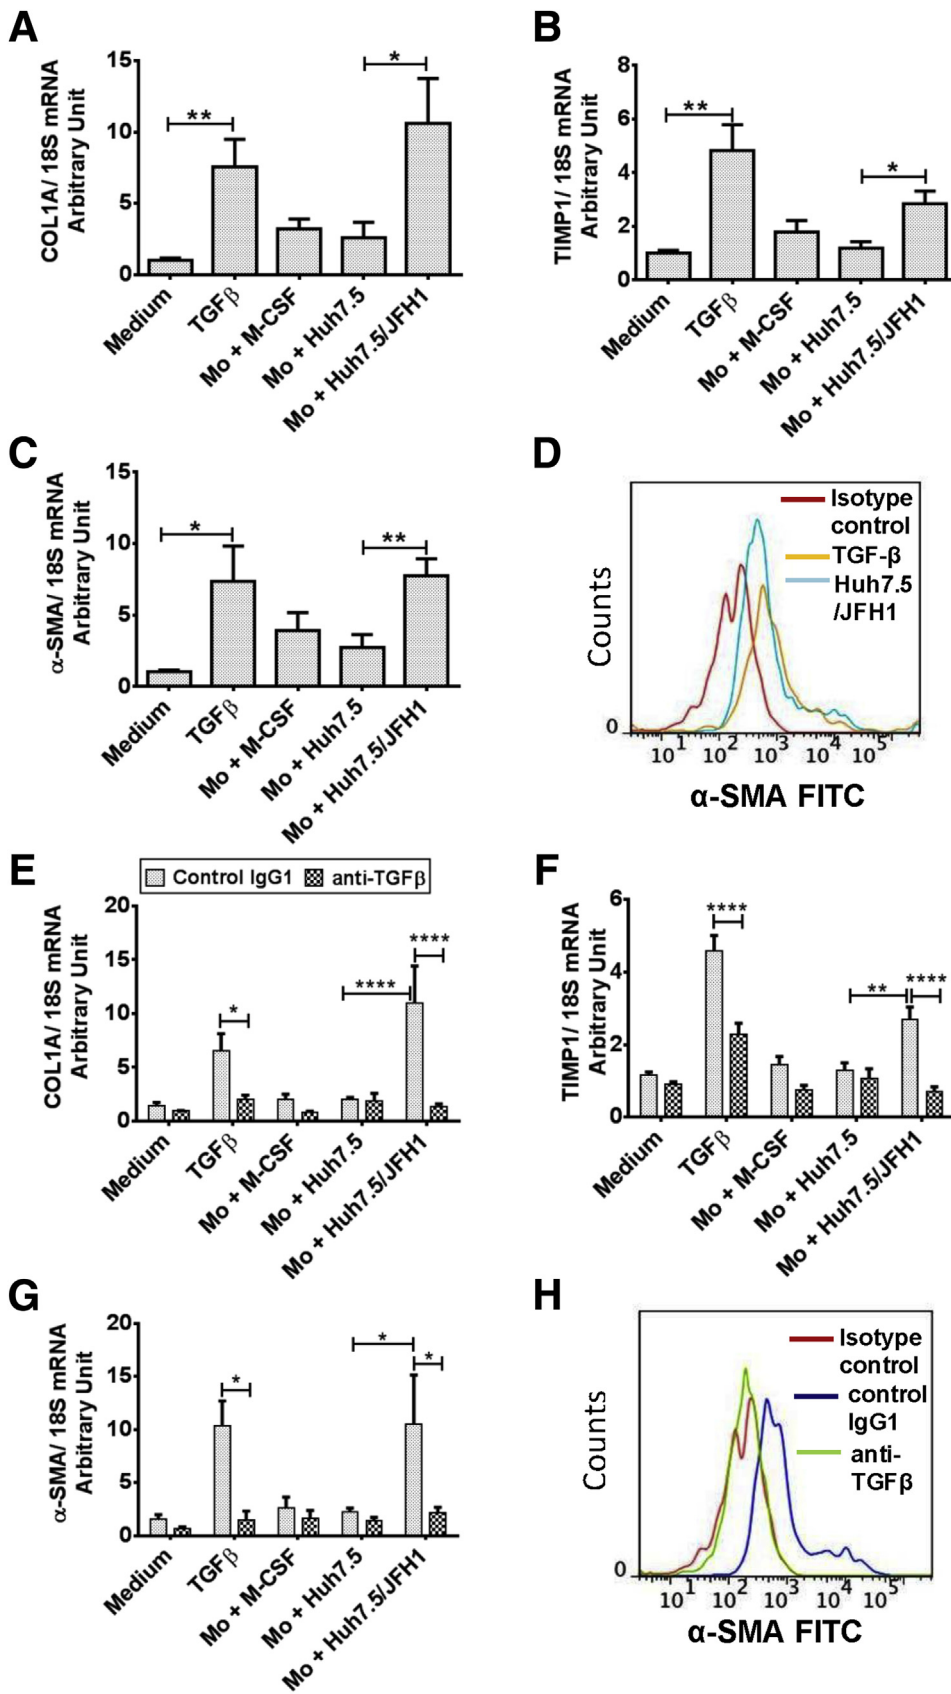 A
COL1A/ 18S mRNA
Arbitrary Unit
15
10
5
0
**
*
Medium
TGFβ
Mo + M-CSF
Mo + Huh7.5
Mo + Huh7.5/JFH1
B
TIMP1/ 18S mRNA
Arbitrary Unit
8
6
4
2
0
**
*
Medium
TGFβ
Mo + M-CSF
Mo + Huh7.5
Mo + Huh7.5/JFH1
C
α-SMA/ 18S mRNA
Arbitrary Unit
15
10
5
0
*
**
Medium
TGFβ
Mo + M-CSF
Mo + Huh7.5
Mo + Huh7.5/JFH1
D
Counts
0
Isotype
control
TGF-β
Huh7.5
/JFH1
10¹ 10² 10³ 10⁴ 10⁵
α-SMA FITC
E
Control IgG1 anti-TGFβ
COL1A/ 18S mRNA
Arbitrary Unit
20
15
10
5
0
*
****
****
Medium
TGFβ
Mo + M-CSF
Mo + Huh7.5
Mo + Huh7.5/JFH1
F
TIMP1/ 18S mRNA
Arbitrary Unit
6
4
2
0
****
**
****
Medium
TGFβ
Mo + M-CSF
Mo + Huh7.5
Mo + Huh7.5/JFH1
G
α-SMA/ 18S mRNA
Arbitrary Unit
20
15
10
5
0
*
*
*
Medium
TGFβ
Mo + M-CSF
Mo + Huh7.5
Mo + Huh7.5/JFH1
H
Counts
0
Isotype
control
control
IgG1
anti-
TGFβ
10¹ 10² 10³ 10⁴ 10⁵
α-SMA FITC